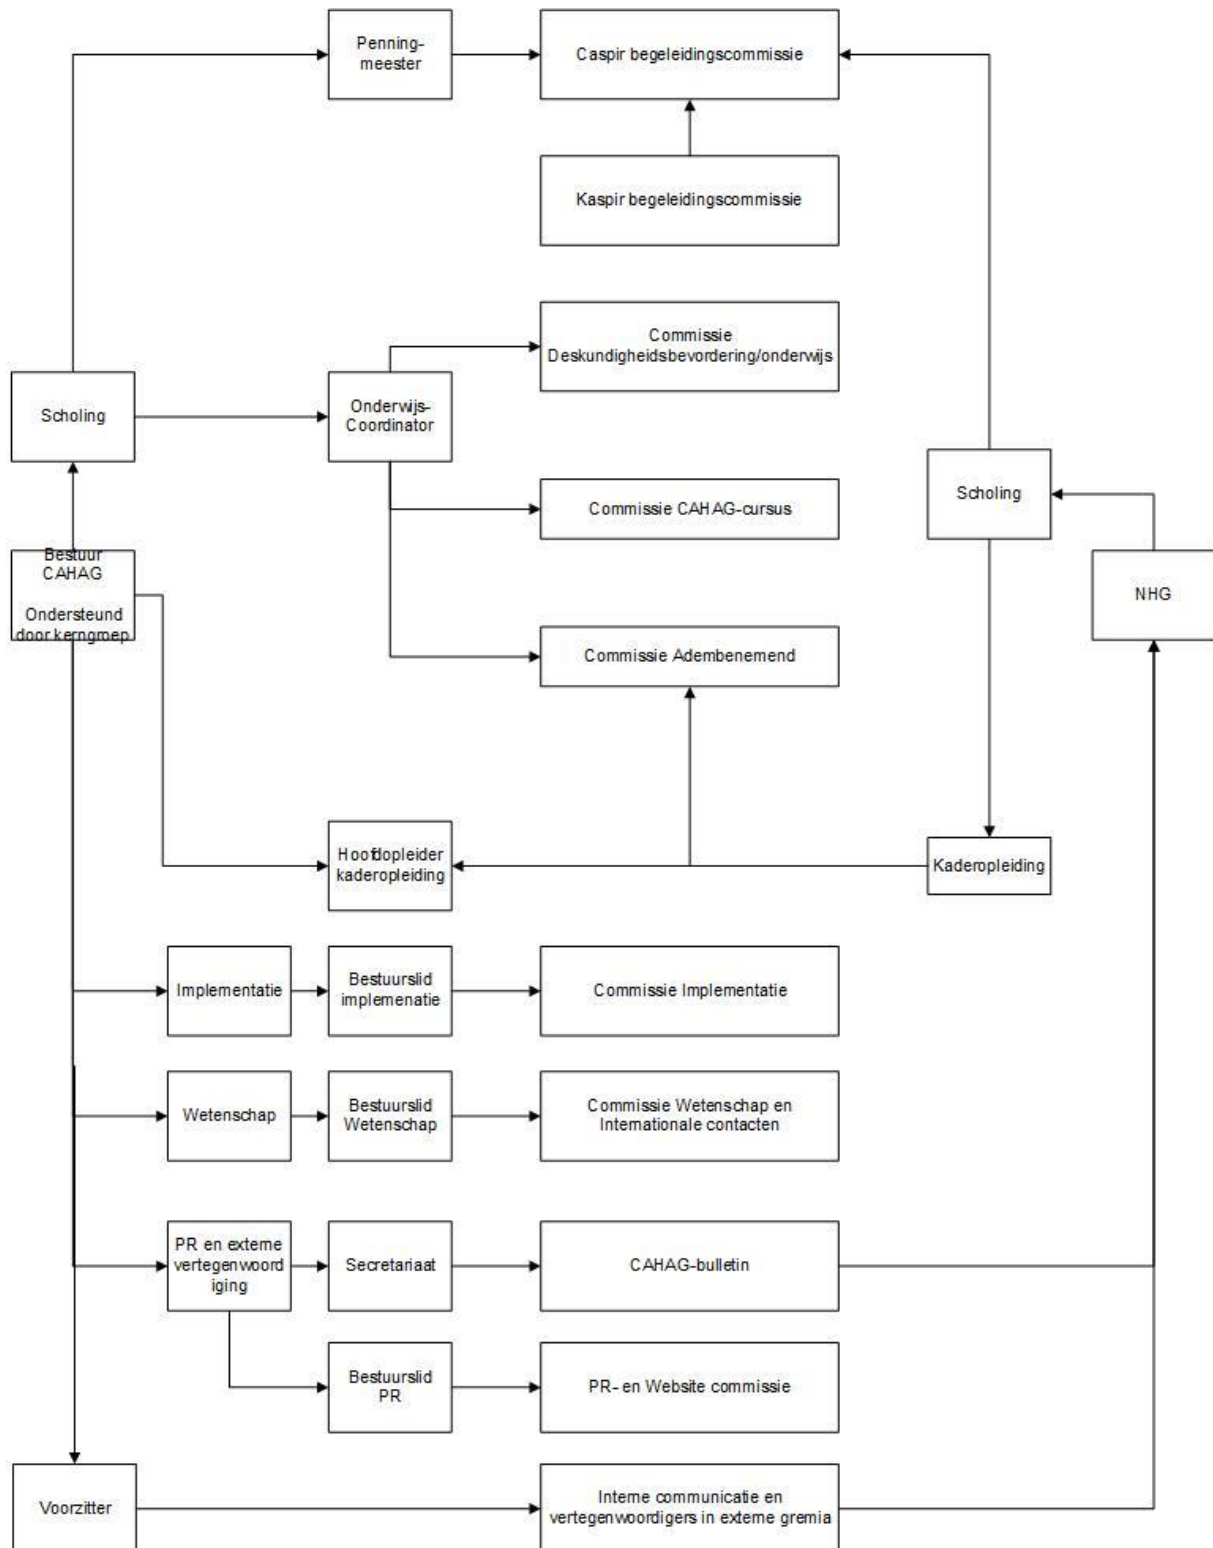 Penning-
meester
Caspir begeleidingscommissie
Kaspir begeleidingscommissie
Commissie
Deskundigheidsbevordering/onderwijs
Scholing
Onderwijs-
Coordinator
Scholing
Commissie CAHAG-cursus
Bestuur
CAHAG
Ondersteund
door kerngroep
NHG
Commissie Adembenemend
Hoofdopleider
kaderopleiding
Kaderopleiding
Implementatie
Bestuurslid
implemenatie
Commissie Implementatie
Wetenschap
Bestuurslid
Wetenschap
Commissie Wetenschap en
Internationale contacten
PR en externe
vertegenwoord
iging
Secretariaat
CAHAG-bulletin
Bestuurslid
PR
PR- en Website commissie
Voorzitter
Interne communicatie en
vertegenwoordigers in externe gremia